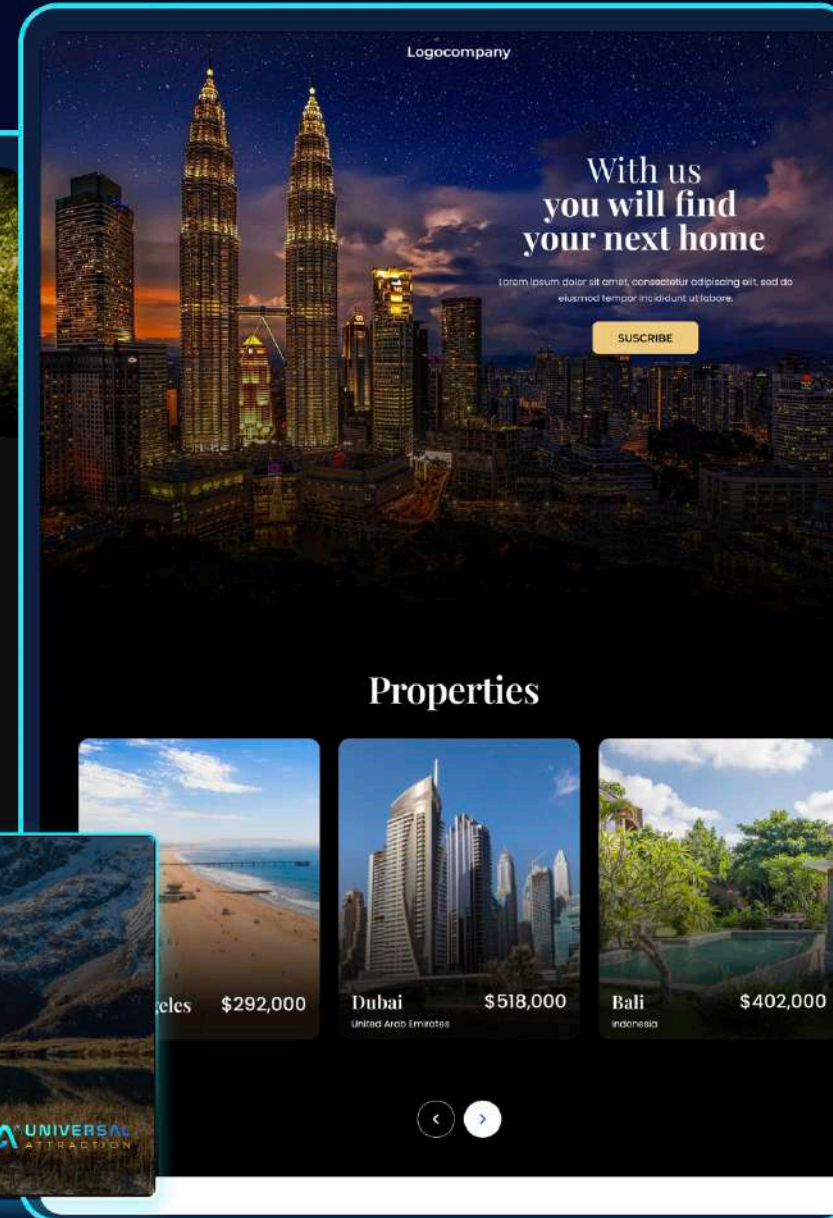 Logocompany
With us
you will find
your next home
Lorem ipsum dolor sit amet, consectetur adipiscing elit, sed do
eiusmod tempor incididunt ut labore.
SUSCRIBE
Properties
eles $292,000
Dubai $518,000
United Arab Emirates
Bali $402,000
Indonesia
UNIVERSAL
ATTRACTION